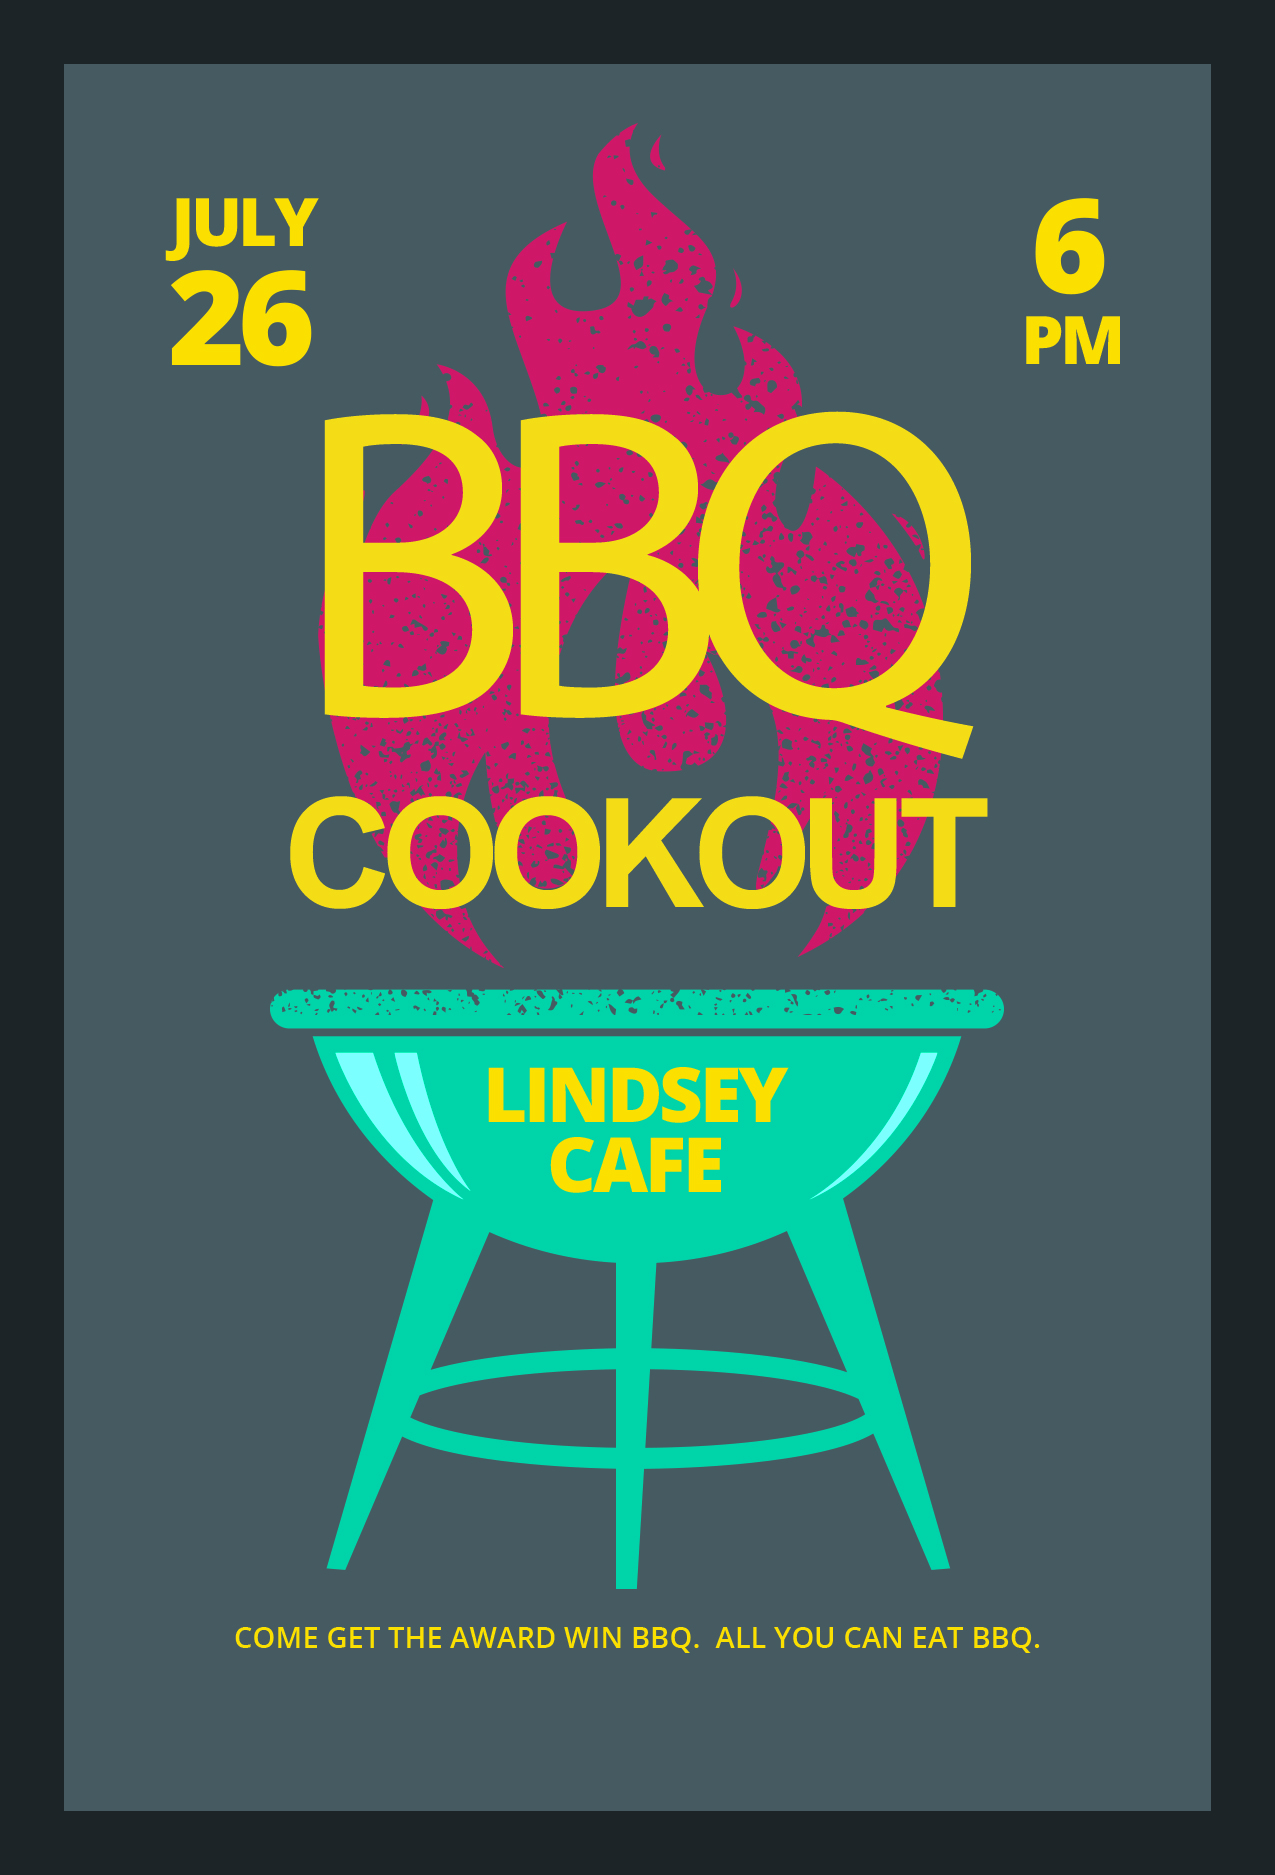 JULY
26
6
PM
BBQ
COOKOUT
LINDSEY
CAFE
COME GET THE AWARD WIN BBQ.  ALL YOU CAN EAT BBQ.